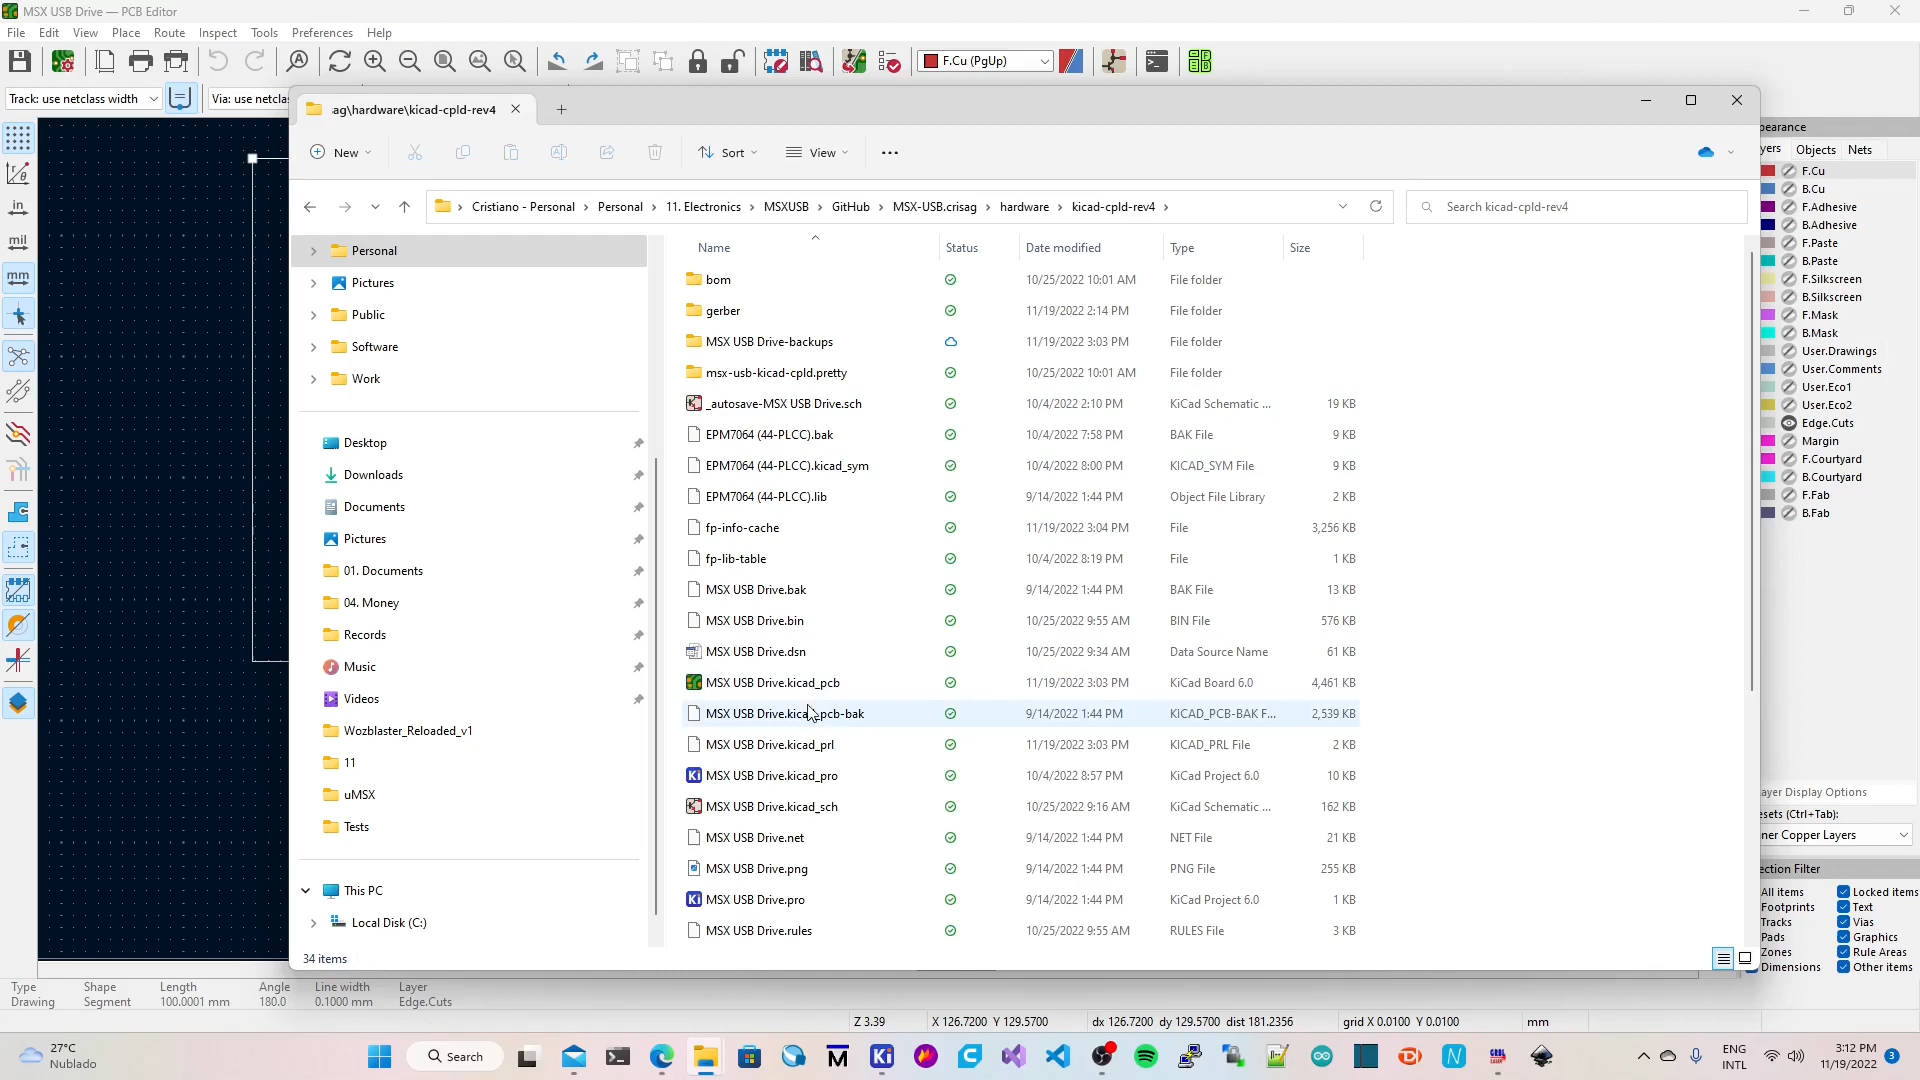 MSX USB Drive — PCB Editor
File Edit View Place Route Inspect Tools Preferences Help
F.Cu (PgUp)
Track: use netclass width
Via: use netclas
:ag\hardware\kicad-cpld-rev4
New
Sort
View
Cristiano - Personal
Personal
11. Electronics
MSXUSB
GitHub
MSX-USB.crisag
hardware
kicad-cpld-rev4
Search kicad-cpld-rev4
in
mil
mm
Personal
Pictures
Public
Software
Work
Desktop
Downloads
Documents
Pictures
01. Documents
04. Money
Records
Music
Videos
Wozblaster_Reloaded_v1
11
uMSX
Tests
This PC
Local Disk (C:)
Name Status Date modified Type Size
bom 10/25/2022 10:01 AM File folder
gerber 11/19/2022 2:14 PM File folder
MSX USB Drive-backups 11/19/2022 3:03 PM File folder
msx-usb-kicad-cpld.pretty 10/25/2022 10:01 AM File folder
_autosave-MSX USB Drive.sch 10/4/2022 2:10 PM KiCad Schematic ... 19 KB
EPM7064 (44-PLCC).bak 10/4/2022 7:58 PM BAK File 9 KB
EPM7064 (44-PLCC).kicad_sym 10/4/2022 8:00 PM KICAD_SYM File 9 KB
EPM7064 (44-PLCC).lib 9/14/2022 1:44 PM Object File Library 2 KB
fp-info-cache 11/19/2022 3:04 PM File 3,256 KB
fp-lib-table 10/4/2022 8:19 PM File 1 KB
MSX USB Drive.bak 9/14/2022 1:44 PM BAK File 13 KB
MSX USB Drive.bin 10/25/2022 9:55 AM BIN File 576 KB
MSX USB Drive.dsn 10/25/2022 9:34 AM Data Source Name 61 KB
MSX USB Drive.kicad_pcb 11/19/2022 3:03 PM KiCad Board 6.0 4,461 KB
MSX USB Drive.kicad_pcb-bak 9/14/2022 1:44 PM KICAD_PCB-BAK F... 2,539 KB
MSX USB Drive.kicad_prl 11/19/2022 3:03 PM KICAD_PRL File 2 KB
MSX USB Drive.kicad_pro 10/4/2022 8:57 PM KiCad Project 6.0 10 KB
MSX USB Drive.kicad_sch 10/25/2022 9:16 AM KiCad Schematic ... 162 KB
MSX USB Drive.net 9/14/2022 1:44 PM NET File 21 KB
MSX USB Drive.png 9/14/2022 1:44 PM PNG File 255 KB
MSX USB Drive.pro 9/14/2022 1:44 PM KiCad Project 6.0 1 KB
MSX USB Drive.rules 10/25/2022 9:55 AM RULES File 3 KB
34 items
pearance
yers Objects Nets
F.Cu
B.Cu
F.Adhesive
B.Adhesive
F.Paste
B.Paste
F.Silkscreen
B.Silkscreen
F.Mask
B.Mask
User.Drawings
User.Comments
User.Eco1
User.Eco2
Edge.Cuts
Margin
F.Courtyard
B.Courtyard
F.Fab
B.Fab
ayer Display Options
esets (Ctrl+Tab):
ner Copper Layers
ection Filter
All items Locked items
Footprints Text
Tracks Vias
Pads Graphics
Zones Rule Areas
Dimensions Other items
Type Shape Length Angle Line width Layer
Drawing Segment 100.0001 mm 180.0 0.1000 mm Edge.Cuts
Z 3.39 X 126.7200 Y 129.5700 dx 126.7200 dy 129.5700 dist 181.2356 grid X 0.0100 Y 0.0100 mm
27°C
Nublado
Search
ENG
INTL
3:12 PM
11/19/2022
3